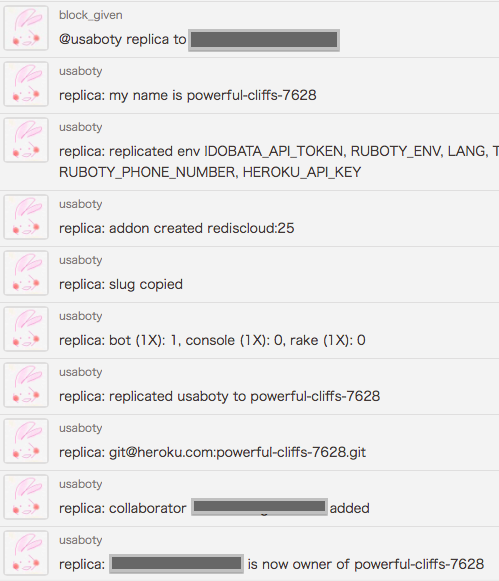 block_given
@usaboty replica to
usaboty
replica: my name is powerful-cliffs-7628
usaboty
replica: replicated env IDOBATA_API_TOKEN, RUBOTY_ENV, LANG,
RUBOTY_PHONE_NUMBER, HEROKU_API_KEY
usaboty
replica: addon created rediscloud:25
usaboty
replica: slug copied
usaboty
replica: bot (1X): 1, console (1X): 0, rake (1X): 0
usaboty
replica: replicated usaboty to powerful-cliffs-7628
usaboty
replica: git@heroku.com:powerful-cliffs-7628.git
usaboty
replica: collaborator added
usaboty
replica: is now owner of powerful-cliffs-7628